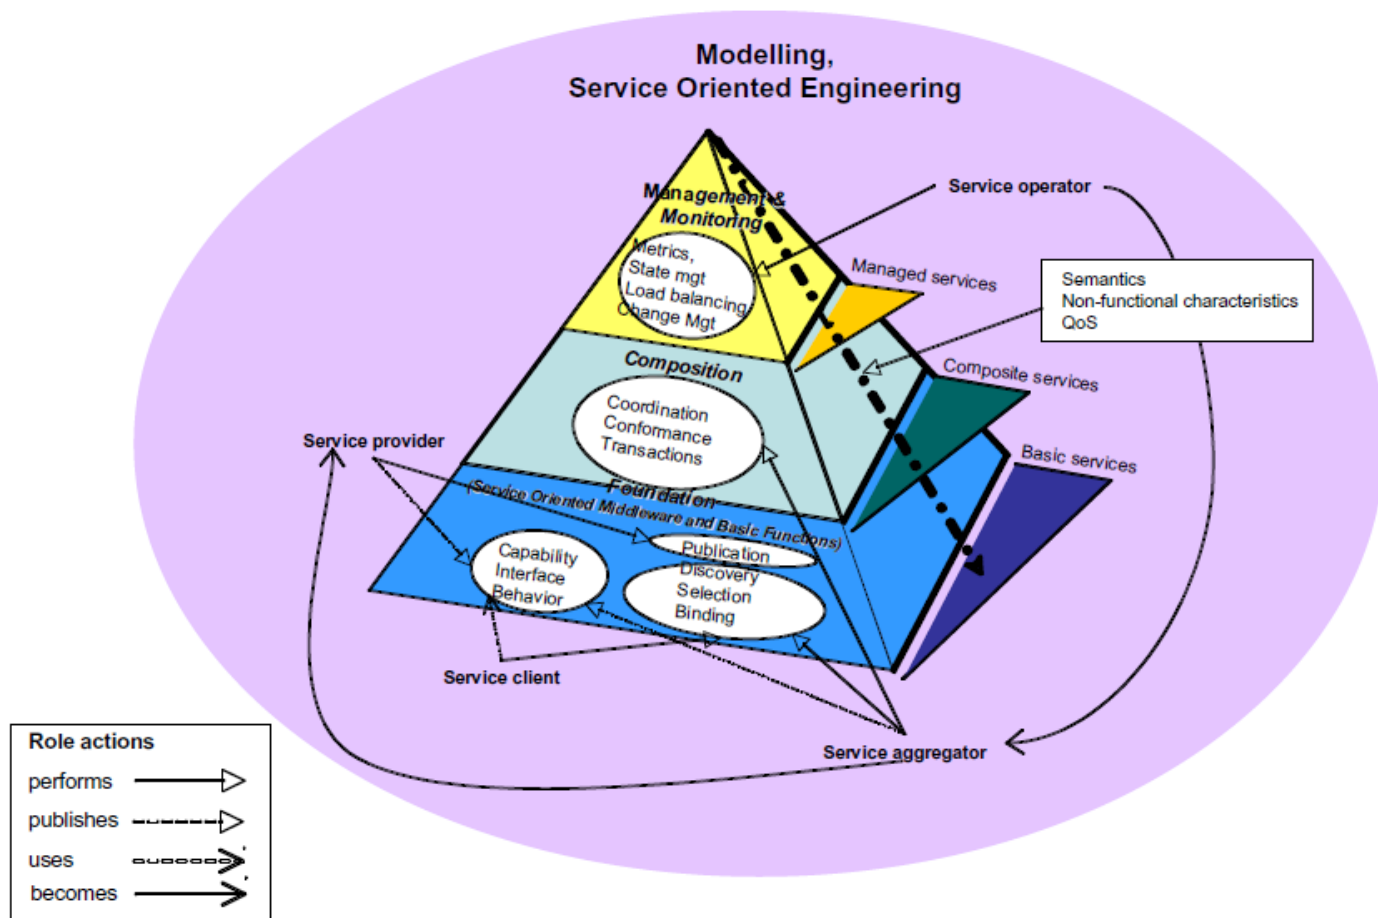 Modelling,
Service Oriented Engineering
Management &
Monitoring
Metrics,
State mgt
Load balancing
Change Mgt
Service operator
Managed services
Semantics
Non-functional characteristics
QoS
Composition
Coordination
Conformance
Transactions
Composite services
Service provider
Basic services
Foundation
(Service Oriented Middleware and Basic Functions)
Publication
Capability
Interface
Behavior
Discovery
Selection
Binding
Service client
Service aggregator
Role actions
performs
publishes
uses
becomes